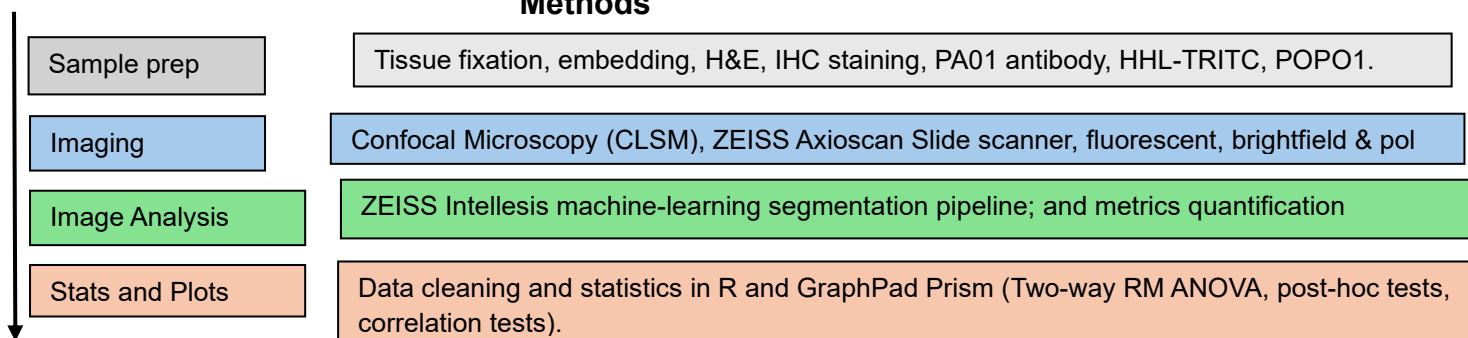 Methods
Sample prep
Tissue fixation, embedding, H&E, IHC staining, PA01 antibody, HHL-TRITC, POPO1.
Imaging
Confocal Microscopy (CLSM), ZEISS Axioscan Slide scanner, fluorescent, brightfield & pol
Image Analysis
ZEISS Intellesis machine-learning segmentation pipeline; and metrics quantification
Stats and Plots
Data cleaning and statistics in R and GraphPad Prism (Two-way RM ANOVA, post-hoc tests,
correlation tests).